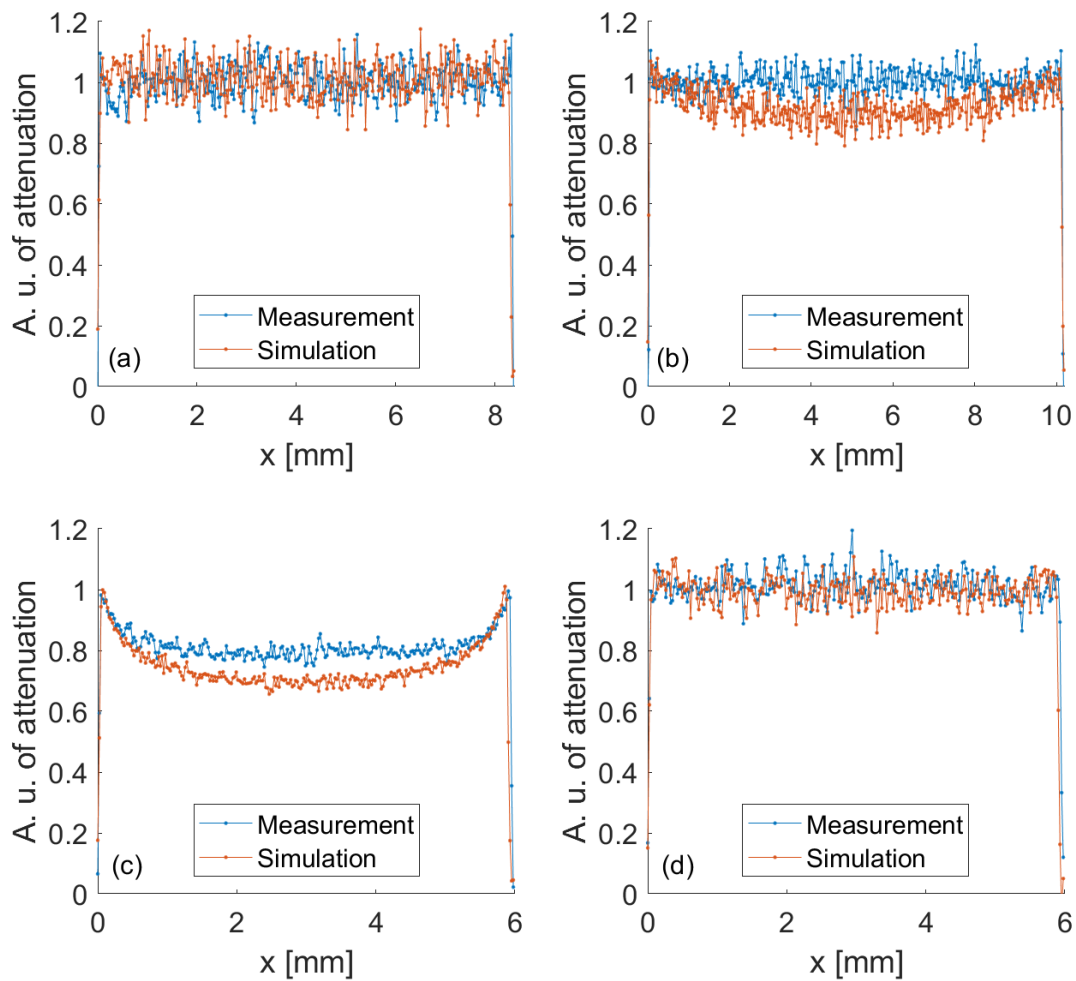 1.2
1
0.8
0.6
0.4
0.2
0
A. u. of attenuation
Measurement
Simulation
(a)
0 2 4 6 8
x [mm]
1.2
1
0.8
0.6
0.4
0.2
0
A. u. of attenuation
Measurement
Simulation
(b)
0 2 4 6 8 10
x [mm]
1.2
1
0.8
0.6
0.4
0.2
0
A. u. of attenuation
Measurement
Simulation
(c)
0 2 4 6
x [mm]
1.2
1
0.8
0.6
0.4
0.2
0
A. u. of attenuation
Measurement
Simulation
(d)
0 2 4 6
x [mm]